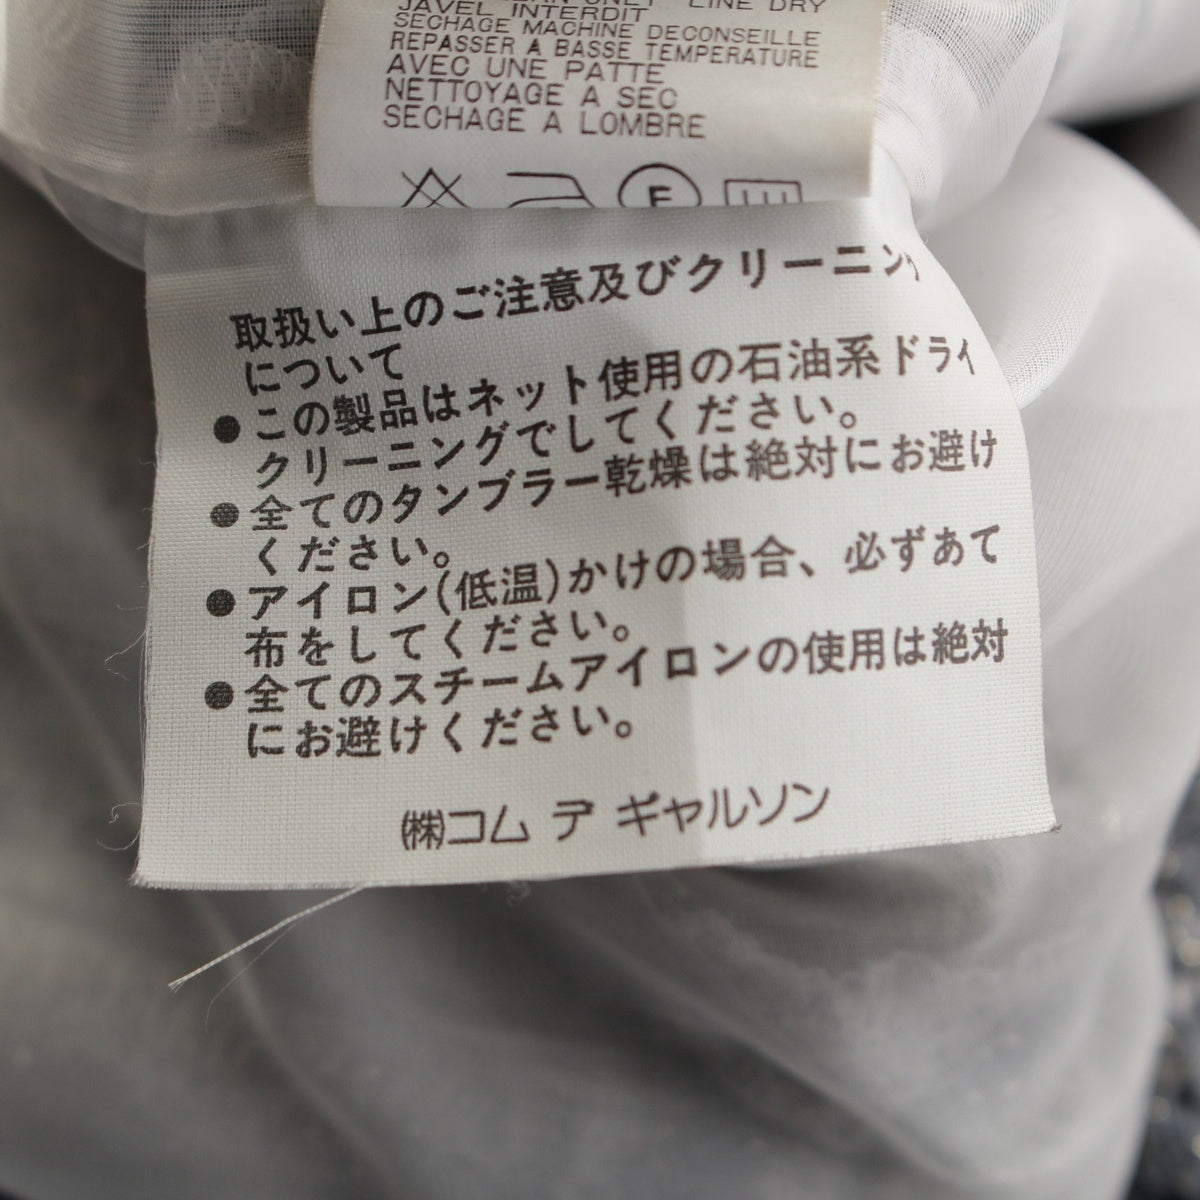 LINE DRY
JAVEL INTERDIT
SECHAGE MACHINE DECONSEILLE
REPASSER A BASSE TEMPERATURE
AVEC UNE PATTE
NETTOYAGE A SEC
SECHAGE A LOMBRE
F
取扱い上のご注意及びクリーニング
について
●この製品はネット使用の石油系ドライ
クリーニングでしてください。
●全てのタンブラー乾燥は絶対にお避け
ください。
●アイロン(低温)かけの場合、必ずあて
布をしてください。
●全てのスチームアイロンの使用は絶対
にお避けください。
㈱コム デ ギャルソン